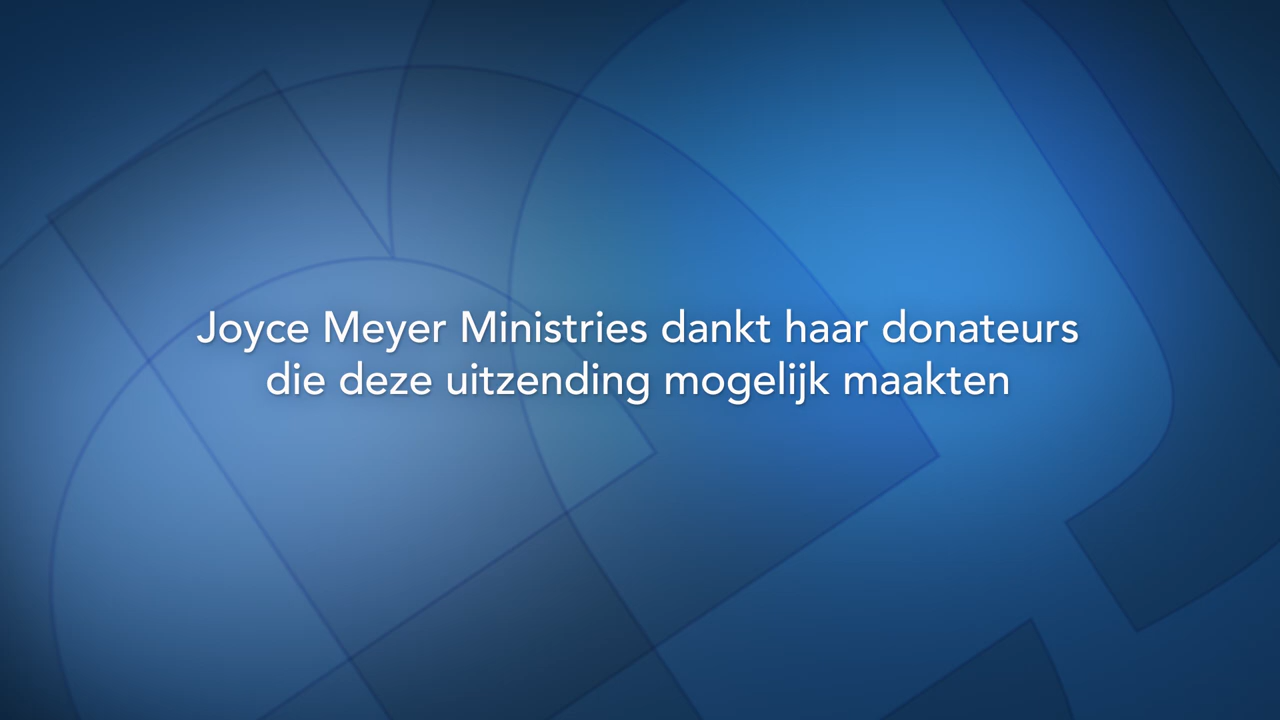 Joyce Meyer Ministries dankt haar donateurs
die deze uitzending mogelijk maakten